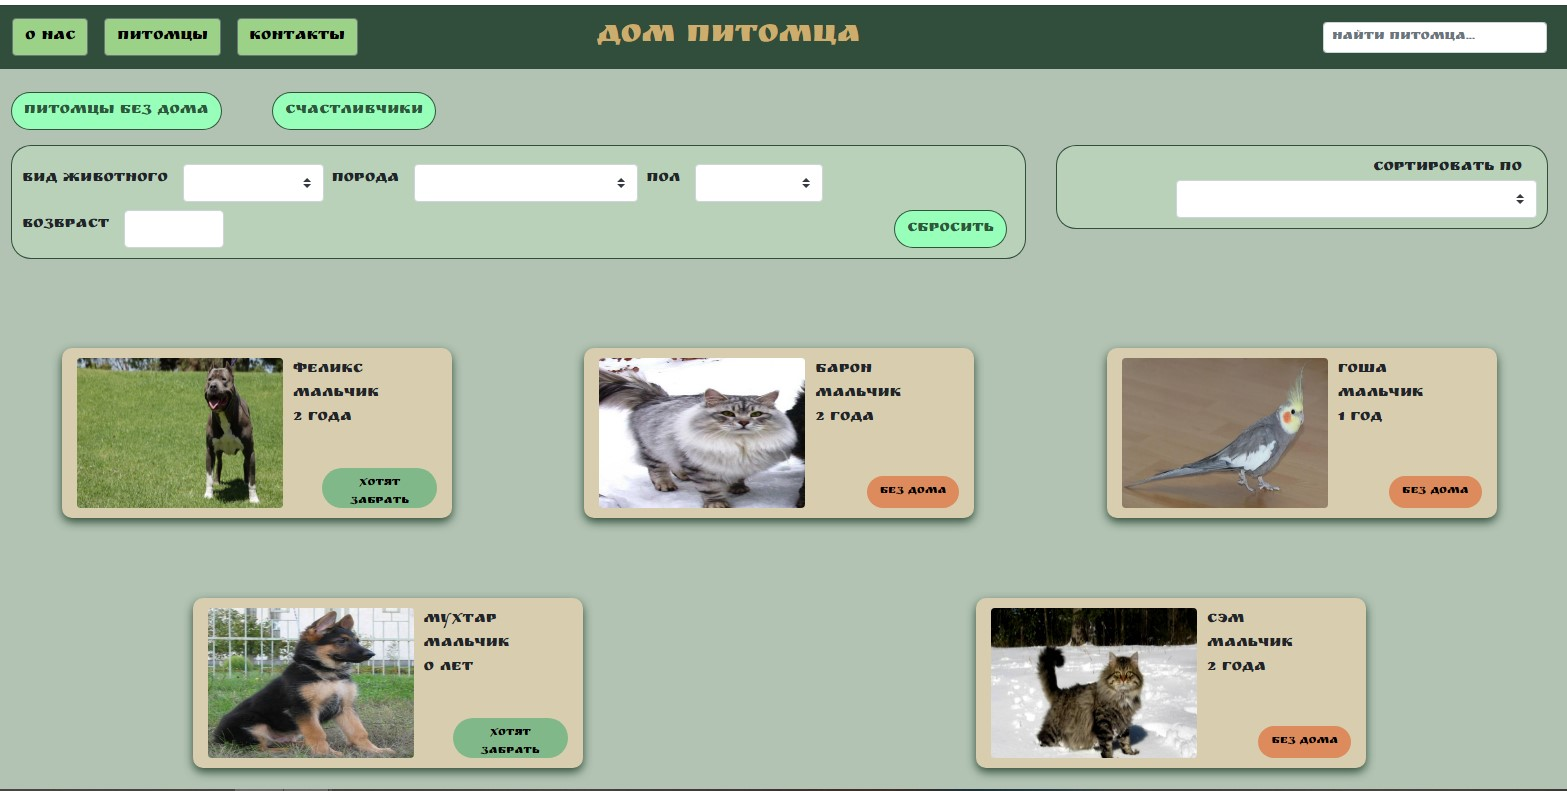 О НАС
ПИТОМЦЫ
КОНТАКТЫ
ДОМ ПИТОМЦА
НАЙТИ ПИТОМЦА...
ПИТОМЦЫ БЕЗ ДОМА
СЧАСТЛИВЧИКИ
ВИД ЖИВОТНОГО
ПОРОДА
ПОЛ
ВОЗВРАСТ
СБРОСИТЬ
СОРТИРОВАТЬ ПО
ФЕЛИКС
МАЛЬЧИК
2 ГОДА
ХОТЯТ
ЗАБРАТЬ
БАРОН
МАЛЬЧИК
2 ГОДА
БЕЗ ДОМА
ГОША
МАЛЬЧИК
1 ГОД
БЕЗ ДОМА
МУХТАР
МАЛЬЧИК
0 ЛЕТ
ХОТЯТ
ЗАБРАТЬ
СЭМ
МАЛЬЧИК
2 ГОДА
БЕЗ ДОМА